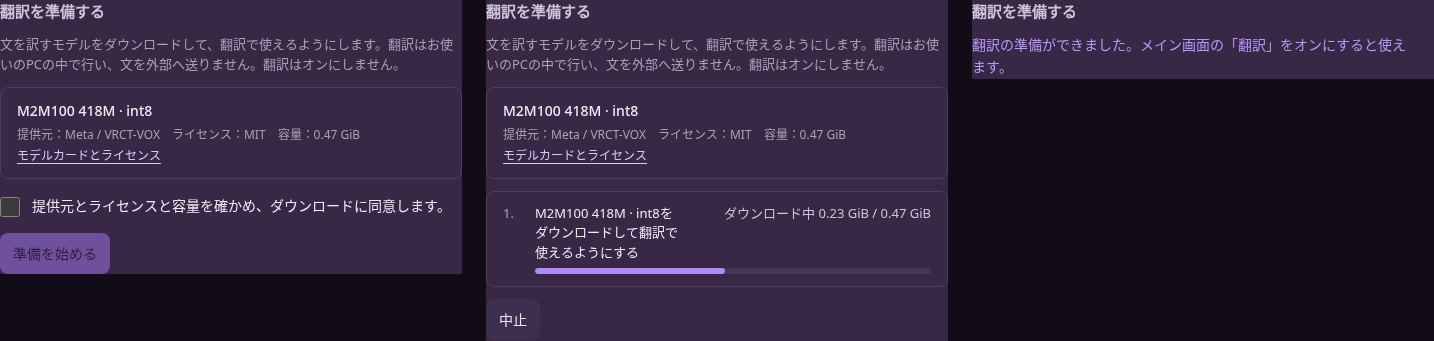 翻訳を準備する
文を訳すモデルをダウンロードして、翻訳で使えるようにします。翻訳はお使
いのPCの中で行い、文を外部へ送りません。翻訳はオンにしません。
M2M100 418M · int8
提供元：Meta / VRCT-VOX ライセンス：MIT 容量：0.47 GiB
モデルカードとライセンス
提供元とライセンスと容量を確かめ、ダウンロードに同意します。
準備を始める
翻訳を準備する
文を訳すモデルをダウンロードして、翻訳で使えるようにします。翻訳はお使
いのPCの中で行い、文を外部へ送りません。翻訳はオンにしません。
M2M100 418M · int8
提供元：Meta / VRCT-VOX ライセンス：MIT 容量：0.47 GiB
モデルカードとライセンス
1. M2M100 418M · int8を
ダウンロードして翻訳で
使えるようにする
ダウンロード中 0.23 GiB / 0.47 GiB
中止
翻訳を準備する
翻訳の準備ができました。メイン画面の「翻訳」をオンにすると使え
ます。